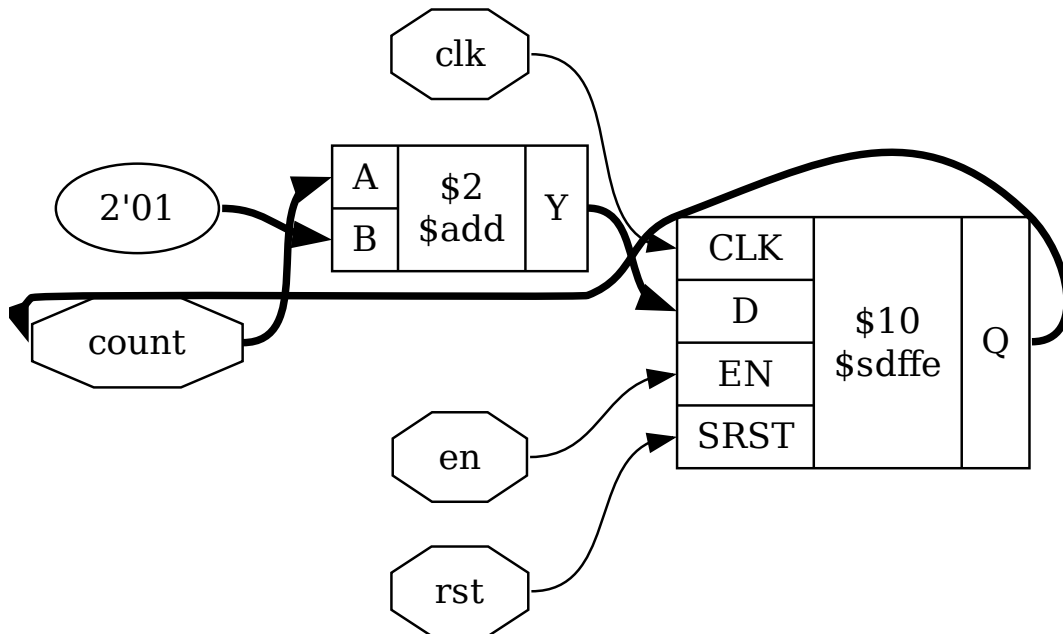 clk
2'01
A
B
$2
$add
Y
count
CLK
D
EN
SRST
$10
$sdffe
Q
en
rst